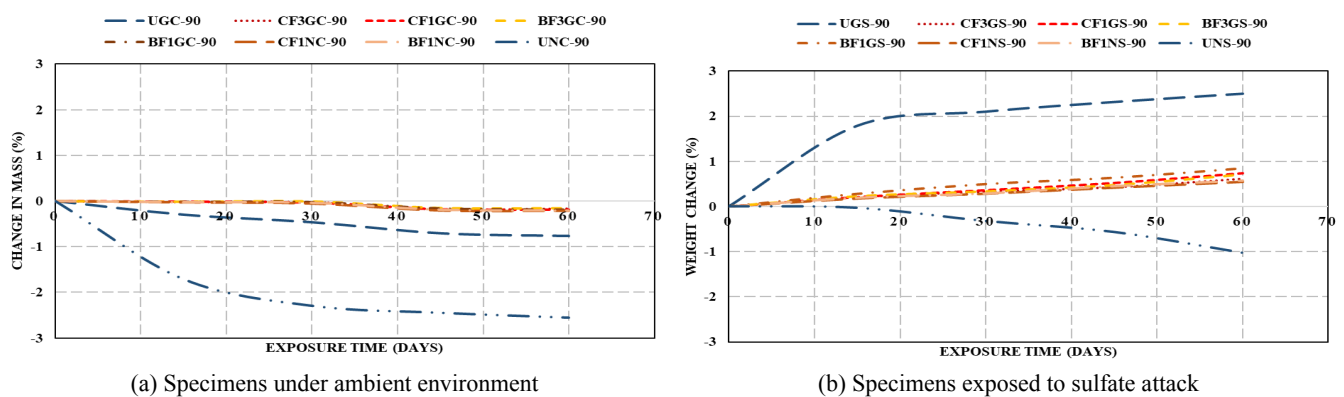 UGC-90 CF3GC-90 CF1GC-90 BF3GC-90
BF1GC-90 CF1NC-90 BF1NC-90 UNC-90
3
2
1
0
-1
-2
-3
CHANGE IN MASS (%)
0 10 20 30 40 50 60 70
EXPOSURE TIME (DAYS)
(a) Specimens under ambient environment
UGS-90 CF3GS-90 CF1GS-90 BF3GS-90
BF1GS-90 CF1NS-90 BF1NS-90 UNS-90
3
2
1
0
-1
-2
-3
WEIGHT CHANGE (%)
0 10 20 30 40 50 60 70
EXPOSURE TIME (DAYS)
(b) Specimens exposed to sulfate attack